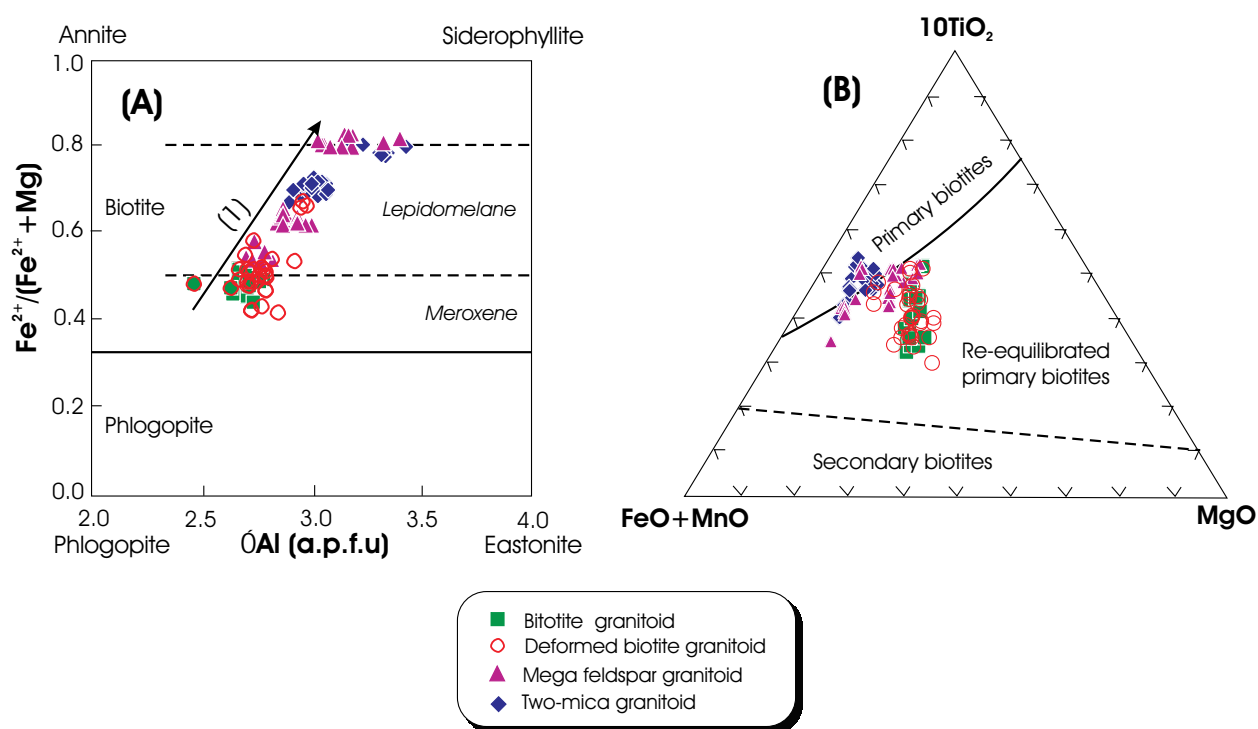 Annite
Siderophyllite
1.0
0.8
0.6
0.4
0.2
0.0
Fe²⁺/(Fe²⁺+Mg)
(A)
(1)
Biotite
Lepidomelane
Meroxene
Phlogopite
2.0
2.5
3.0
3.5
4.0
Phlogopite
ÓAl (a.p.f.u)
Eastonite
10TiO₂
(B)
Primary biotites
Re-equilibrated
primary biotites
Secondary biotites
FeO+MnO
MgO
Bitotite granitoid
Deformed biotite granitoid
Mega feldspar granitoid
Two-mica granitoid